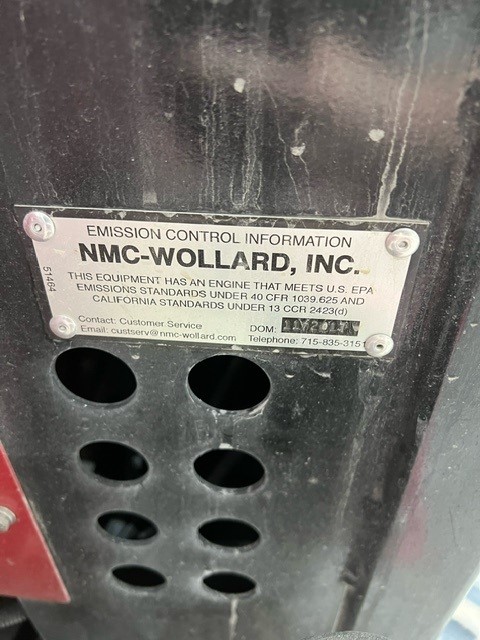 EMISSION CONTROL INFORMATION
NMC-WOLLARD, INC.
THIS EQUIPMENT HAS AN ENGINE THAT MEETS U.S. EPA
EMISSIONS STANDARDS UNDER 40 CFR 1039.625 AND
CALIFORNIA STANDARDS UNDER 13 CCR 2423(d)
Contact: Customer Service
DOM:
Email: custserv@nmc-wollard.com Telephone: 715-835-3151
51464